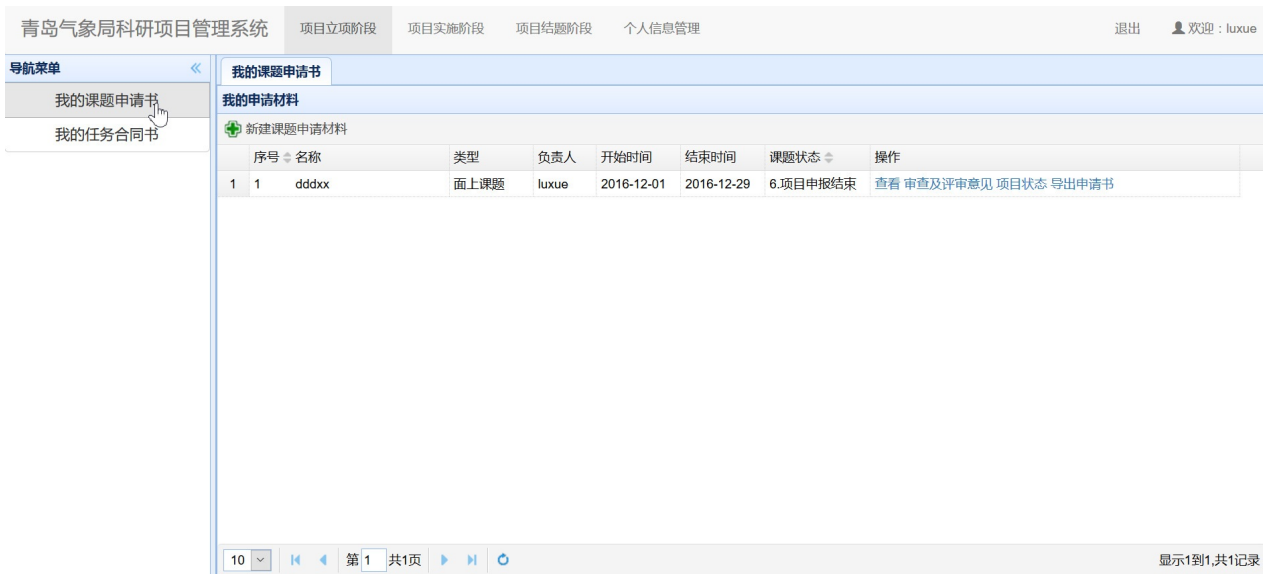 青岛气象局科研项目管理系统 项目立项阶段 项目实施阶段 项目结题阶段 个人信息管理 退出 欢迎：luxue
导航菜单 我的课题申请书
我的课题申请书 我的申请材料
我的任务合同书 新建课题申请材料
序号 名称 类型 负责人 开始时间 结束时间 课题状态 操作
1 1 dddxx 面上课题 luxue 2016-12-01 2016-12-29 6.项目申报结束 查看 审查及评审意见 项目状态 导出申请书
10 第 1 共1页 显示1到1,共1记录